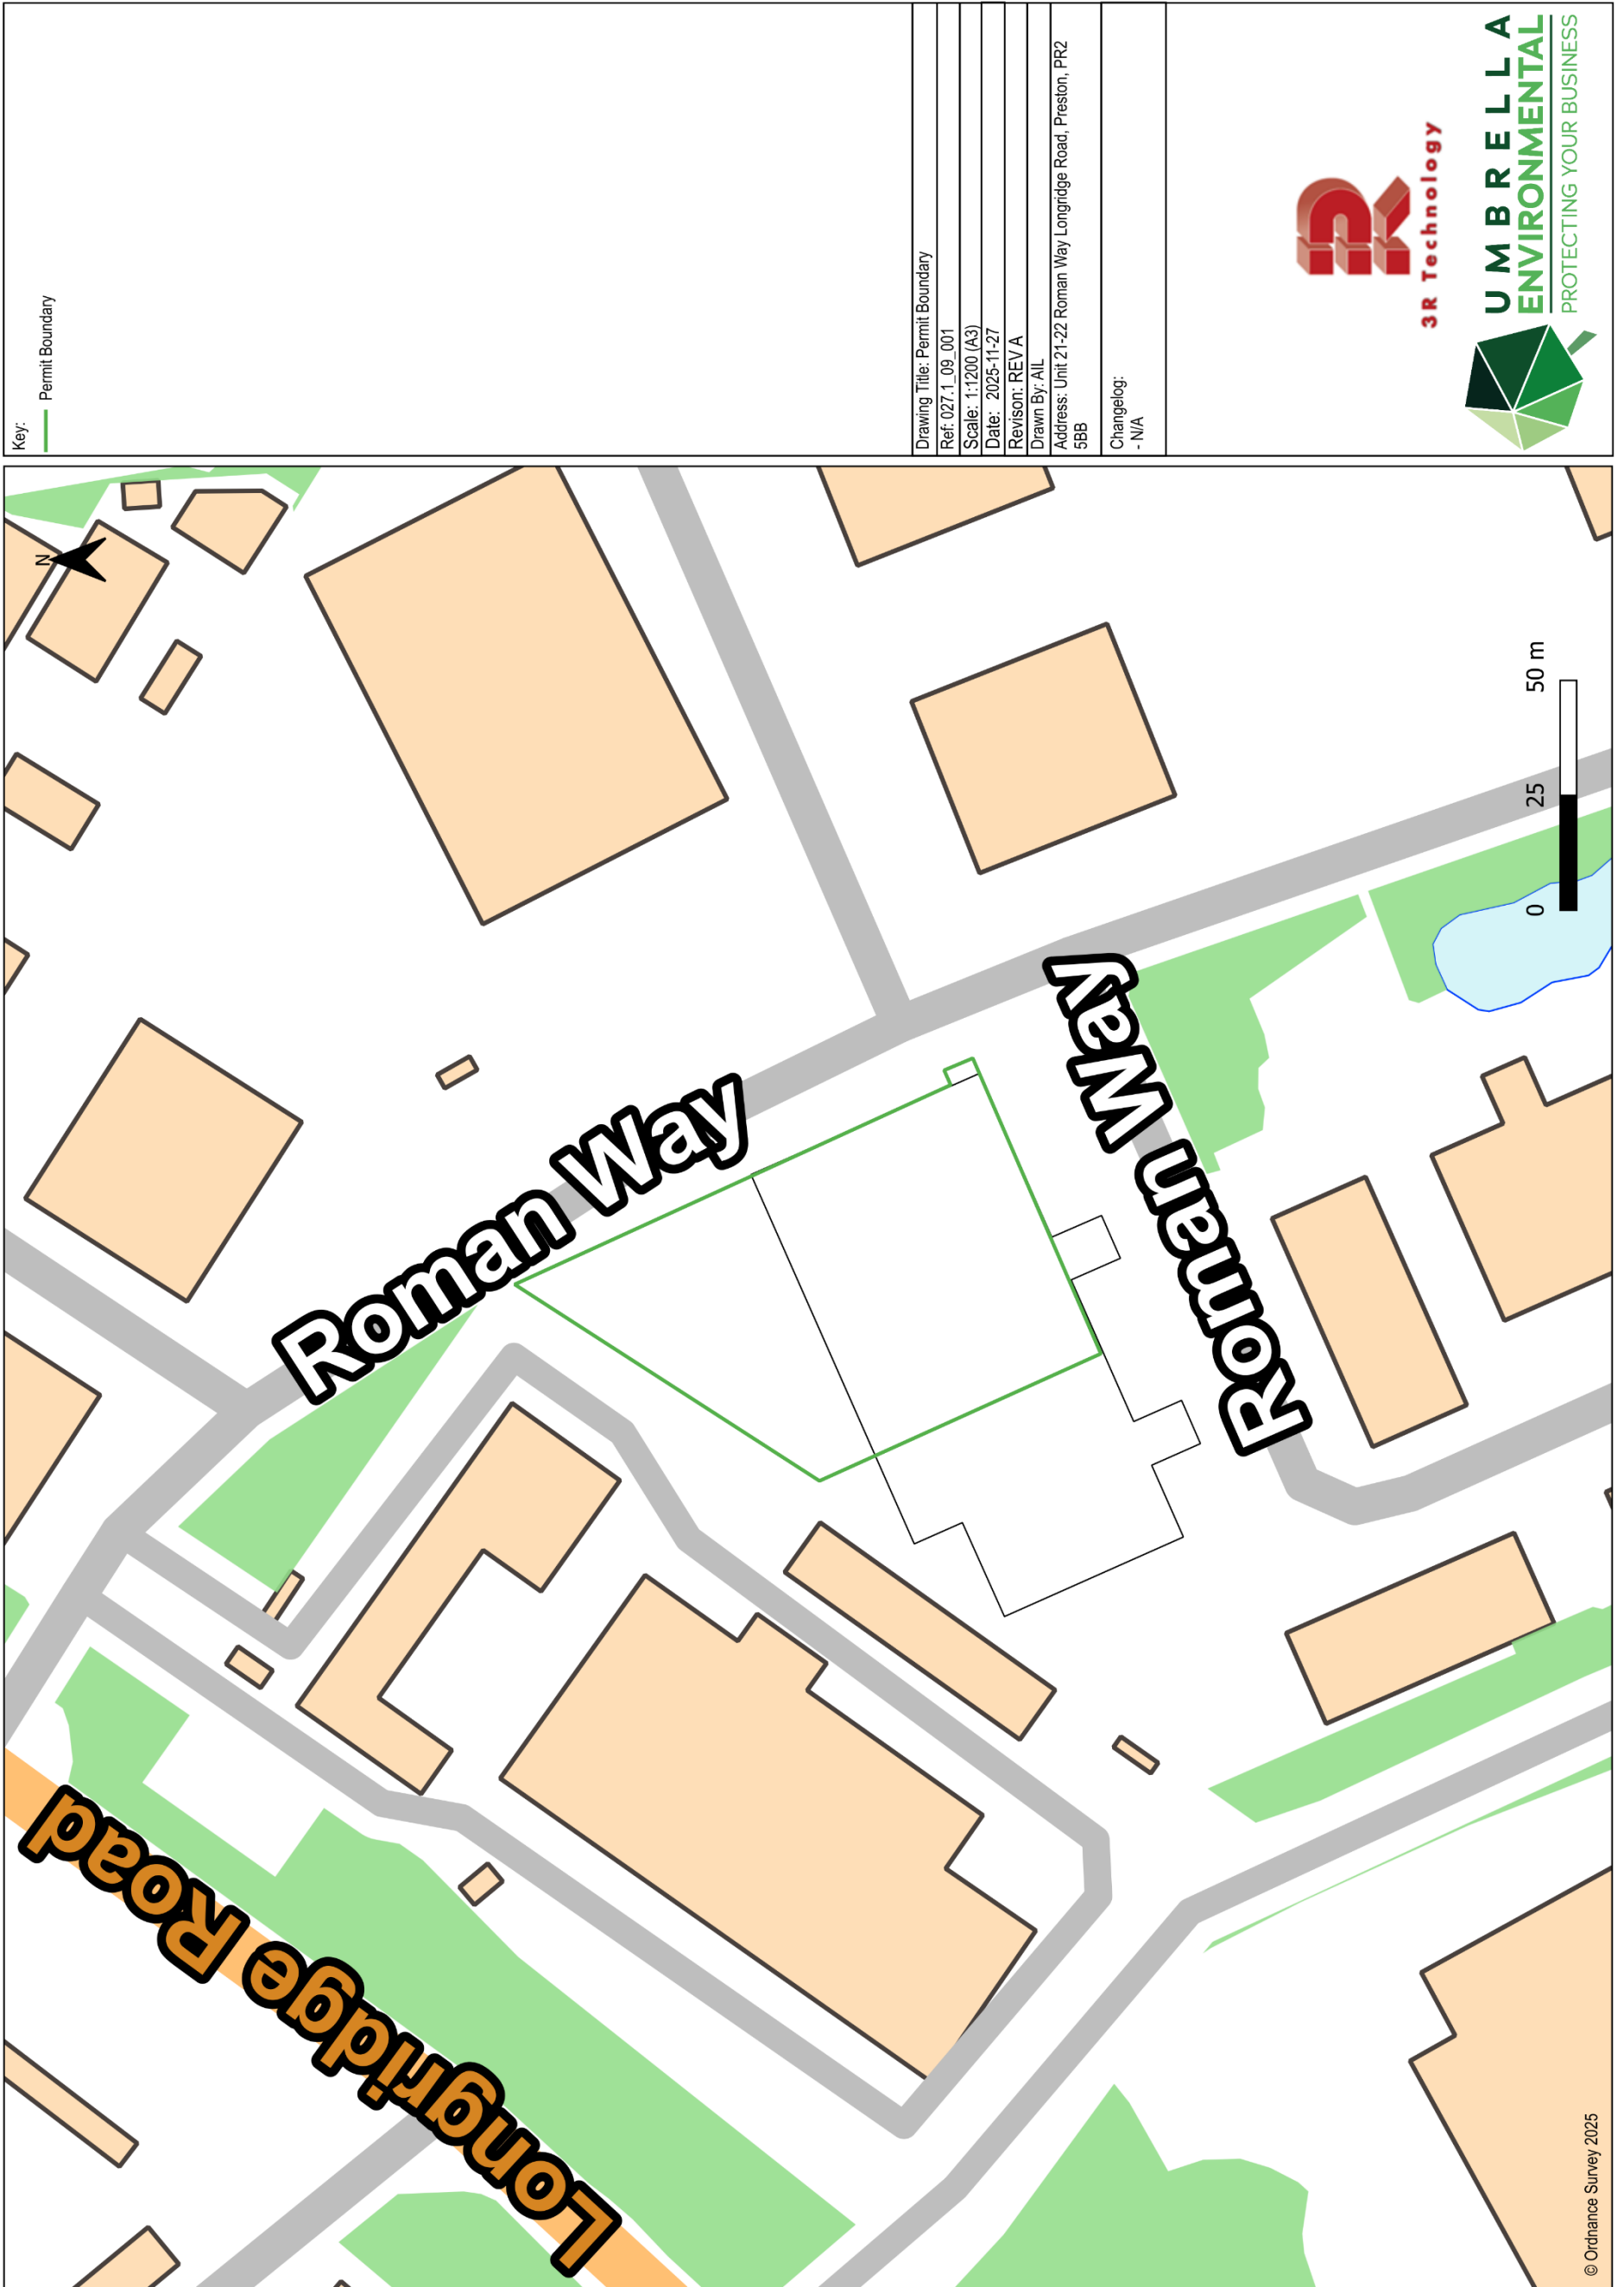 Key:
Permit Boundary
Drawing Title: Permit Boundary
Ref: 027.1_09_001
Scale: 1:1200 (A3)
Date: 2025-11-27
Revison: REV A
Drawn By: AIL
Address: Unit 21-22 Roman Way Longridge Road, Preston, PR2
5BB
Changelog:
- N/A
3R
3R Technology
UMBRELLA
ENVIRONMENTAL
PROTECTING YOUR BUSINESS
N
Roman Way
Roman Way
Longridge Road
0 25 50 m
© Ordnance Survey 2025